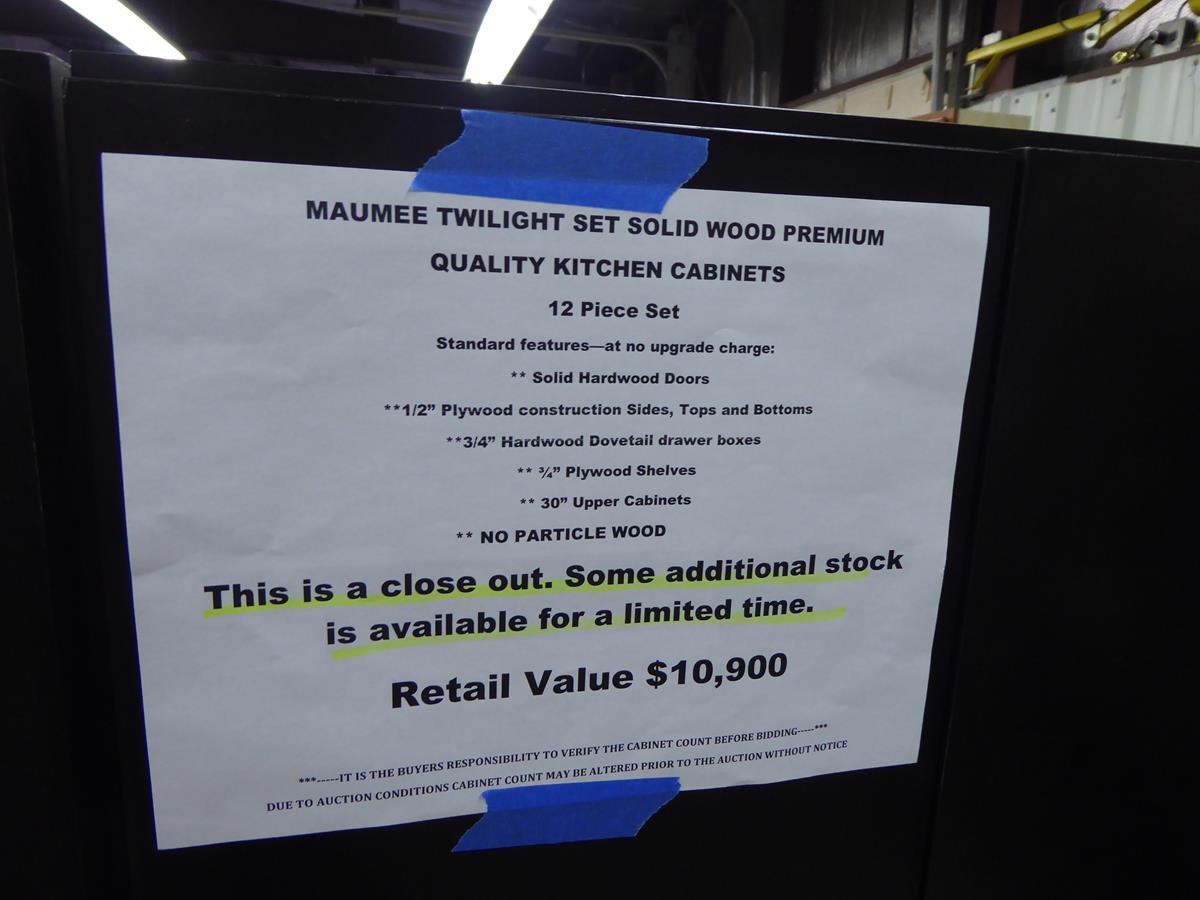 MAUMEE TWILIGHT SET SOLID WOOD PREMIUM
QUALITY KITCHEN CABINETS
12 Piece Set
Standard features—at no upgrade charge:
** Solid Hardwood Doors
**1/2” Plywood construction Sides, Tops and Bottoms
**3/4” Hardwood Dovetail drawer boxes
** ¾” Plywood Shelves
** 30” Upper Cabinets
** NO PARTICLE WOOD
This is a close out. Some additional stock
is available for a limited time.
Retail Value $10,900
***-----IT IS THE BUYERS RESPONSIBILITY TO VERIFY THE CABINET COUNT BEFORE BIDDING-----***
DUE TO AUCTION CONDITIONS CABINET COUNT MAY BE ALTERED PRIOR TO THE AUCTION WITHOUT NOTICE